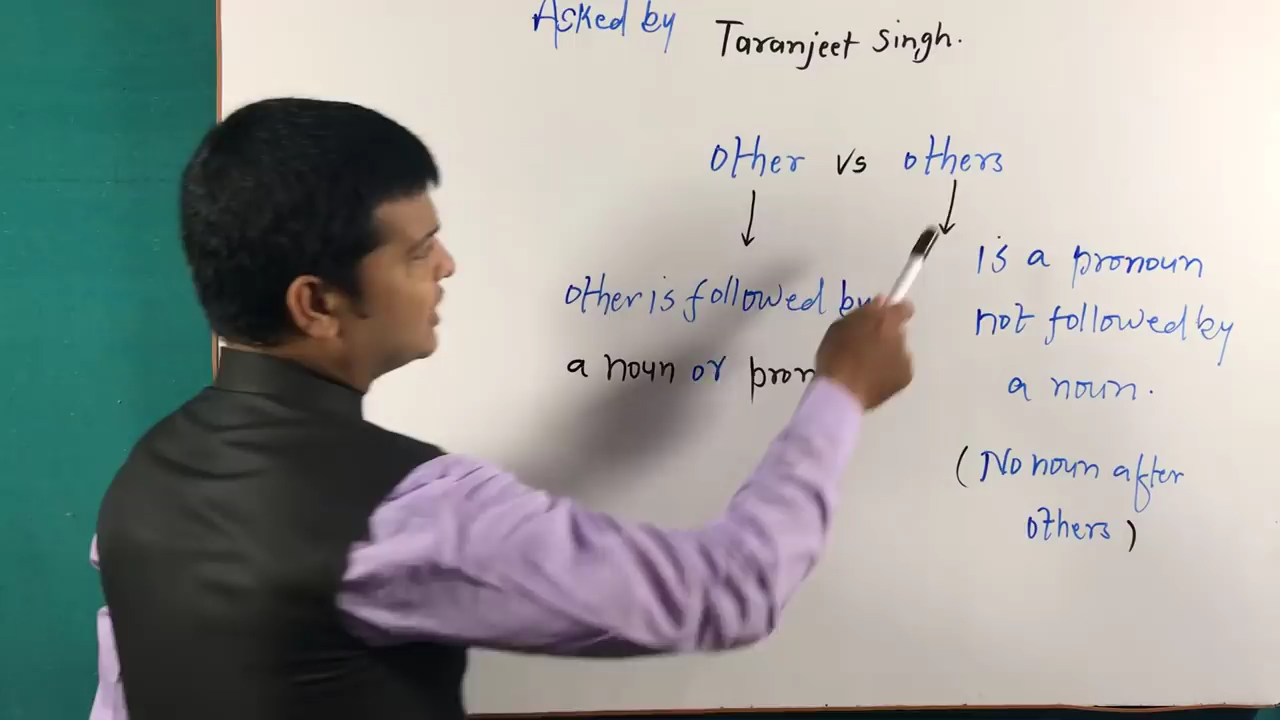 Asked by Taranjeet Singh.
other vs others
other is followed by
a noun or pron
is a pronoun
not followed by
a noun.
(No noun after
others)